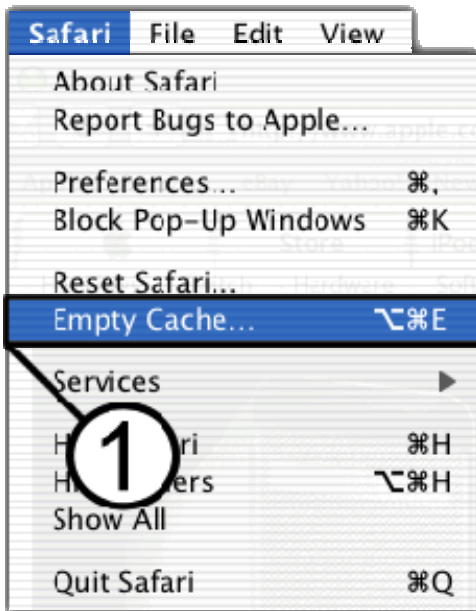 Safari File Edit View
About Safari
Report Bugs to Apple...
Preferences... ⌘,
Block Pop-Up Windows ⌘K
Reset Safari...
Empty Cache... ⌥⌘E
Services ▶
1
⌘H
⌥⌘H
Show All
Quit Safari ⌘Q